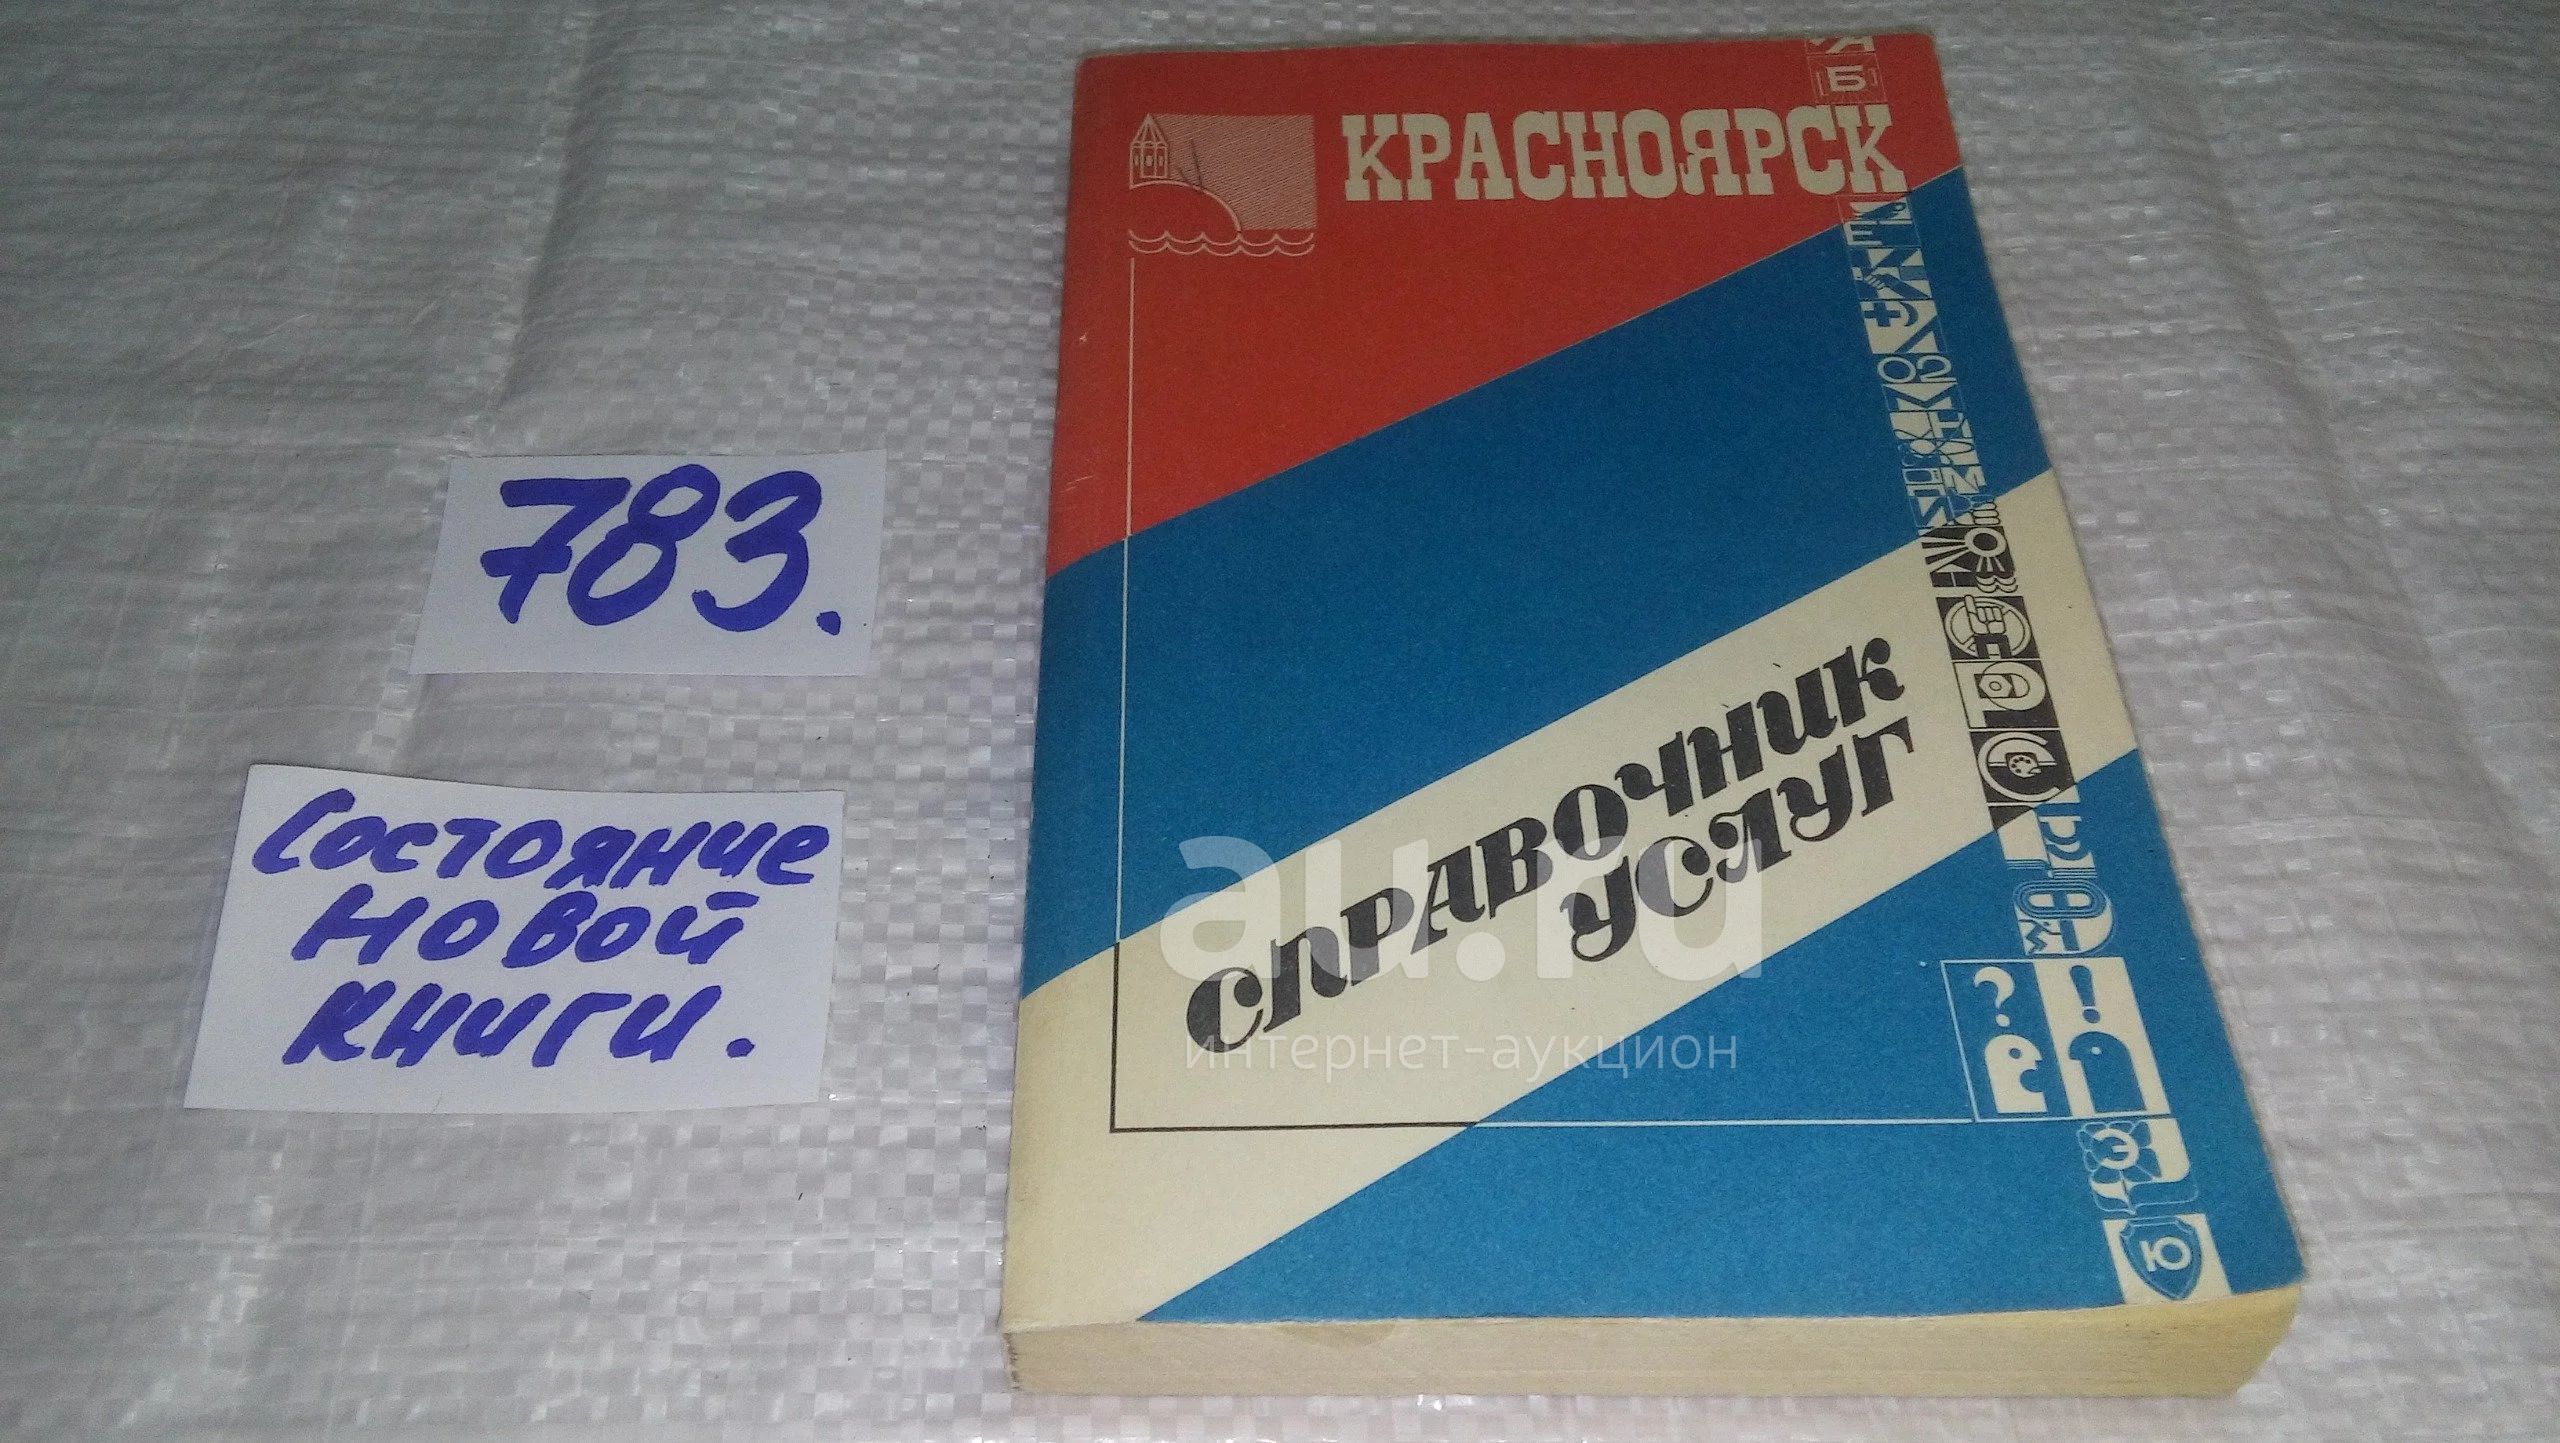 783.
Состояние
новой
книги.
КРАСНОЯРСК
СПРАВОЧНИК
УСЛУГ
А
Б
Е
Э
Ю
au.ru
интернет-аукцион